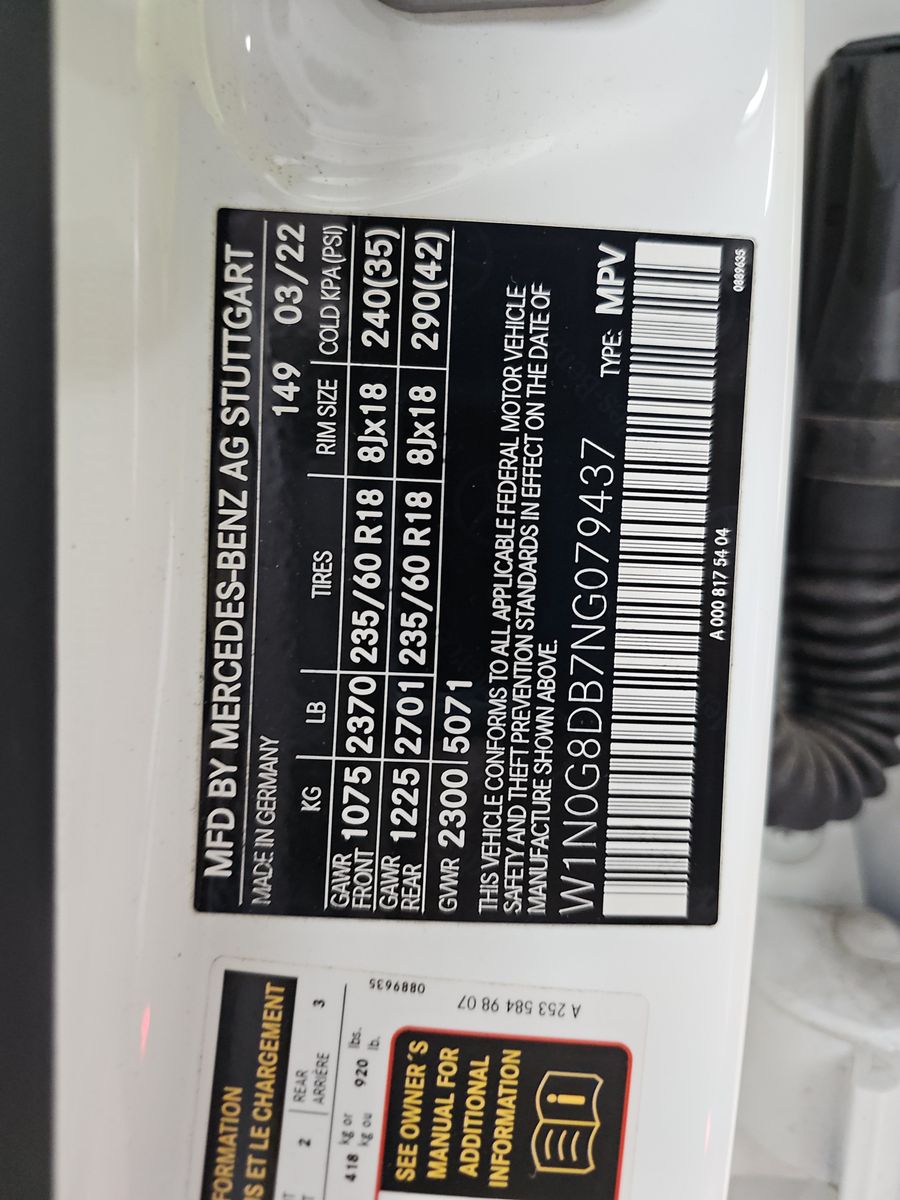 MFD BY MERCEDES-BENZ AG STUTTGART
MADE IN GERMANY 149 03/22
KG LB TIRES RIM SIZE COLD KPA(PSI)
GAWR FRONT 1075 2370 235/60 R18 8Jx18 240(35)
GAWR REAR 1225 2701 235/60 R18 8Jx18 290(42)
GVWR 2300 5071
THIS VEHICLE CONFORMS TO ALL APPLICABLE FEDERAL MOTOR VEHICLE
SAFETY AND THEFT PREVENTION STANDARDS IN EFFECT ON THE DATE OF
MANUFACTURE SHOWN ABOVE.
W1N0G8DB7NG079437 TYPE: MPV
A 000 817 54 04 0889635
FORMATION
IS ET LE CHARGEMENT
2 REAR 3
ARRIÈRE
418 kg or 920 lbs.
kg ou lb.
SEE OWNER´S
MANUAL FOR
ADDITIONAL
INFORMATION
0889635
A 253 584 98 07